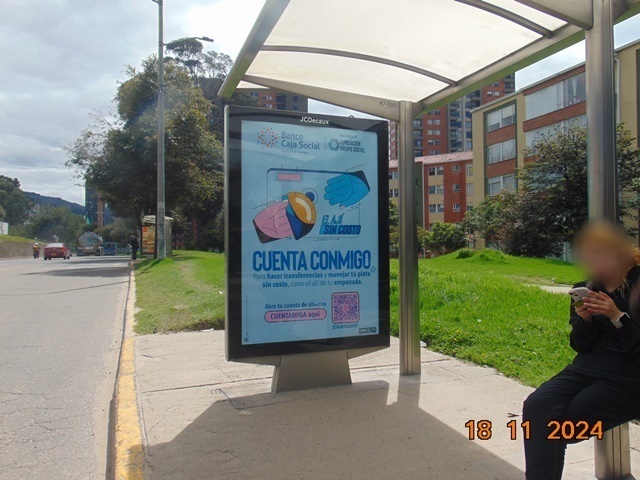 JCDecaux
Banco
Caja Social
FUNDACIÓN
GRUPO SOCIAL
EL AJÍ
SIN COSTO
CUENTA CONMIGO
Para hacer transferencias y manejar tu plata
sin costo, como el ají de tu empanada.
Abre tu cuenta de ahorros
CUENTAMIGA aquí
18 11 2024